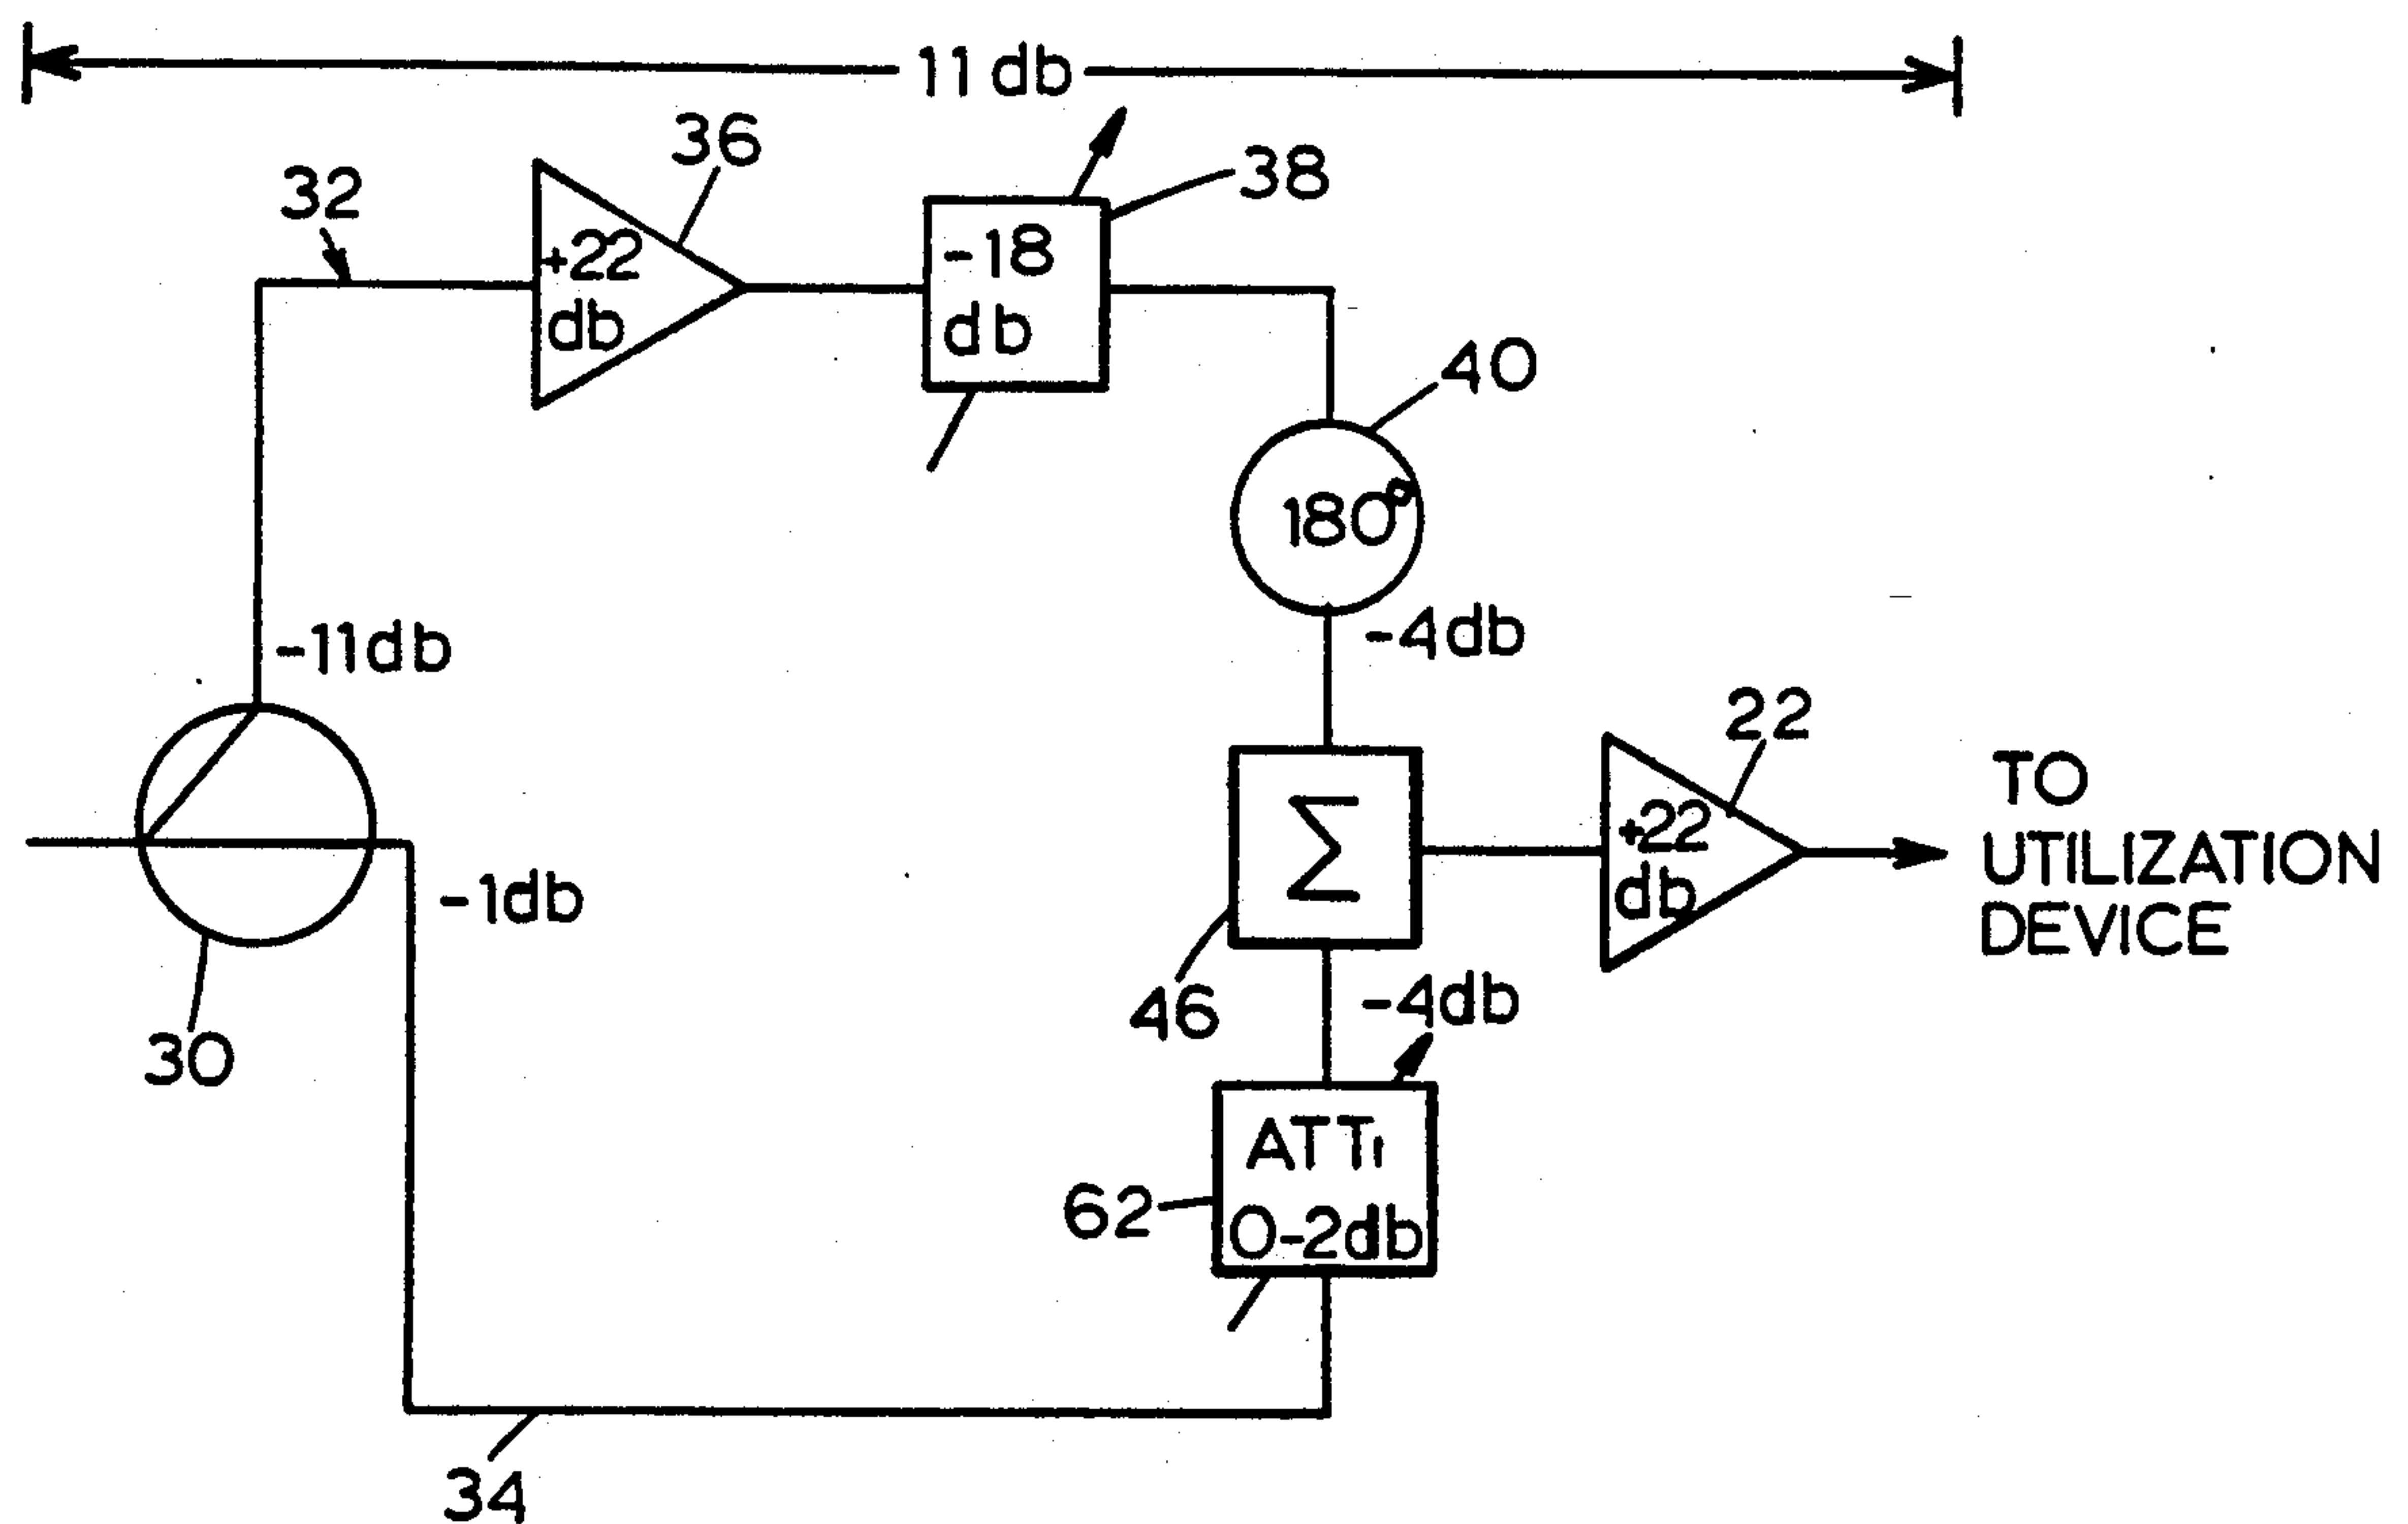 11 db
36
32
38
+22
db
-18
db
40
180°
-11db
-4db
22
TO
UTILIZATION
DEVICE
+22
db
Σ
-1db
46
-4db
30
ATT1
0-2db
62
34